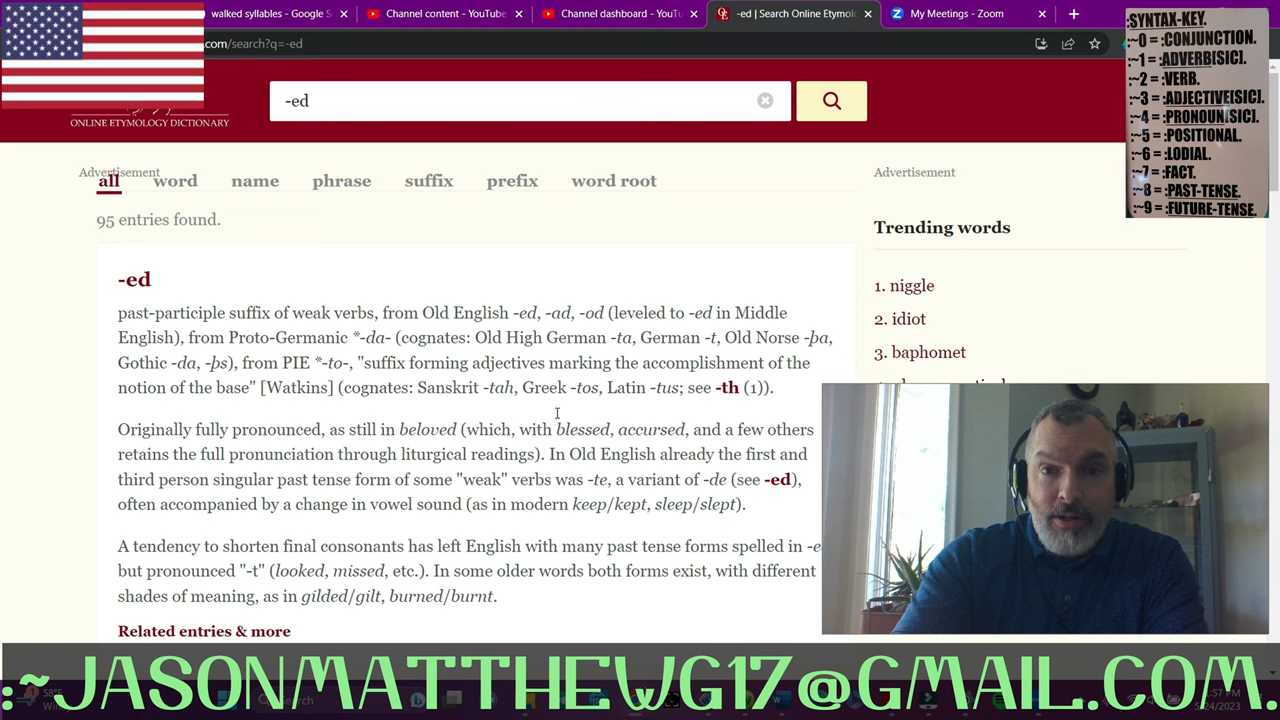 walked syllables - Google S
Channel content - YouTube
Channel dashboard - YouTu
-ed | Search Online Etymolo
My Meetings - Zoom
.com/search?q=-ed
-ed
ONLINE ETYMOLOGY DICTIONARY
Advertisement
all word name phrase suffix prefix word root
95 entries found.
-ed
past-participle suffix of weak verbs, from Old English -ed, -ad, -od (leveled to -ed in Middle
English), from Proto-Germanic *-da- (cognates: Old High German -ta, German -t, Old Norse -þa,
Gothic -da, -þs), from PIE *-to-, "suffix forming adjectives marking the accomplishment of the
notion of the base" [Watkins] (cognates: Sanskrit -tah, Greek -tos, Latin -tus; see -th (1)).
Originally fully pronounced, as still in beloved (which, with blessed, accursed, and a few others
retains the full pronunciation through liturgical readings). In Old English already the first and
third person singular past tense form of some "weak" verbs was -te, a variant of -de (see -ed),
often accompanied by a change in vowel sound (as in modern keep/kept, sleep/slept).
A tendency to shorten final consonants has left English with many past tense forms spelled in -e
but pronounced "-t" (looked, missed, etc.). In some older words both forms exist, with different
shades of meaning, as in gilded/gilt, burned/burnt.
Related entries & more
Advertisement
Trending words
1. niggle
2. idiot
3. baphomet
:SYNTAX-KEY.
:~0 = :CONJUNCTION.
:~1 = :ADVERB[SIC].
:~2 = :VERB.
:~3 = :ADJECTIVE[SIC].
:~4 = :PRONOUN[SIC].
:~5 = :POSITIONAL.
:~6 = :LODIAL.
:~7 = :FACT.
:~8 = :PAST-TENSE.
:~9 = :FUTURE-TENSE.
:~JASONMATTHEWG17@GMAIL.COM.
58°F
Search
5/24/2023